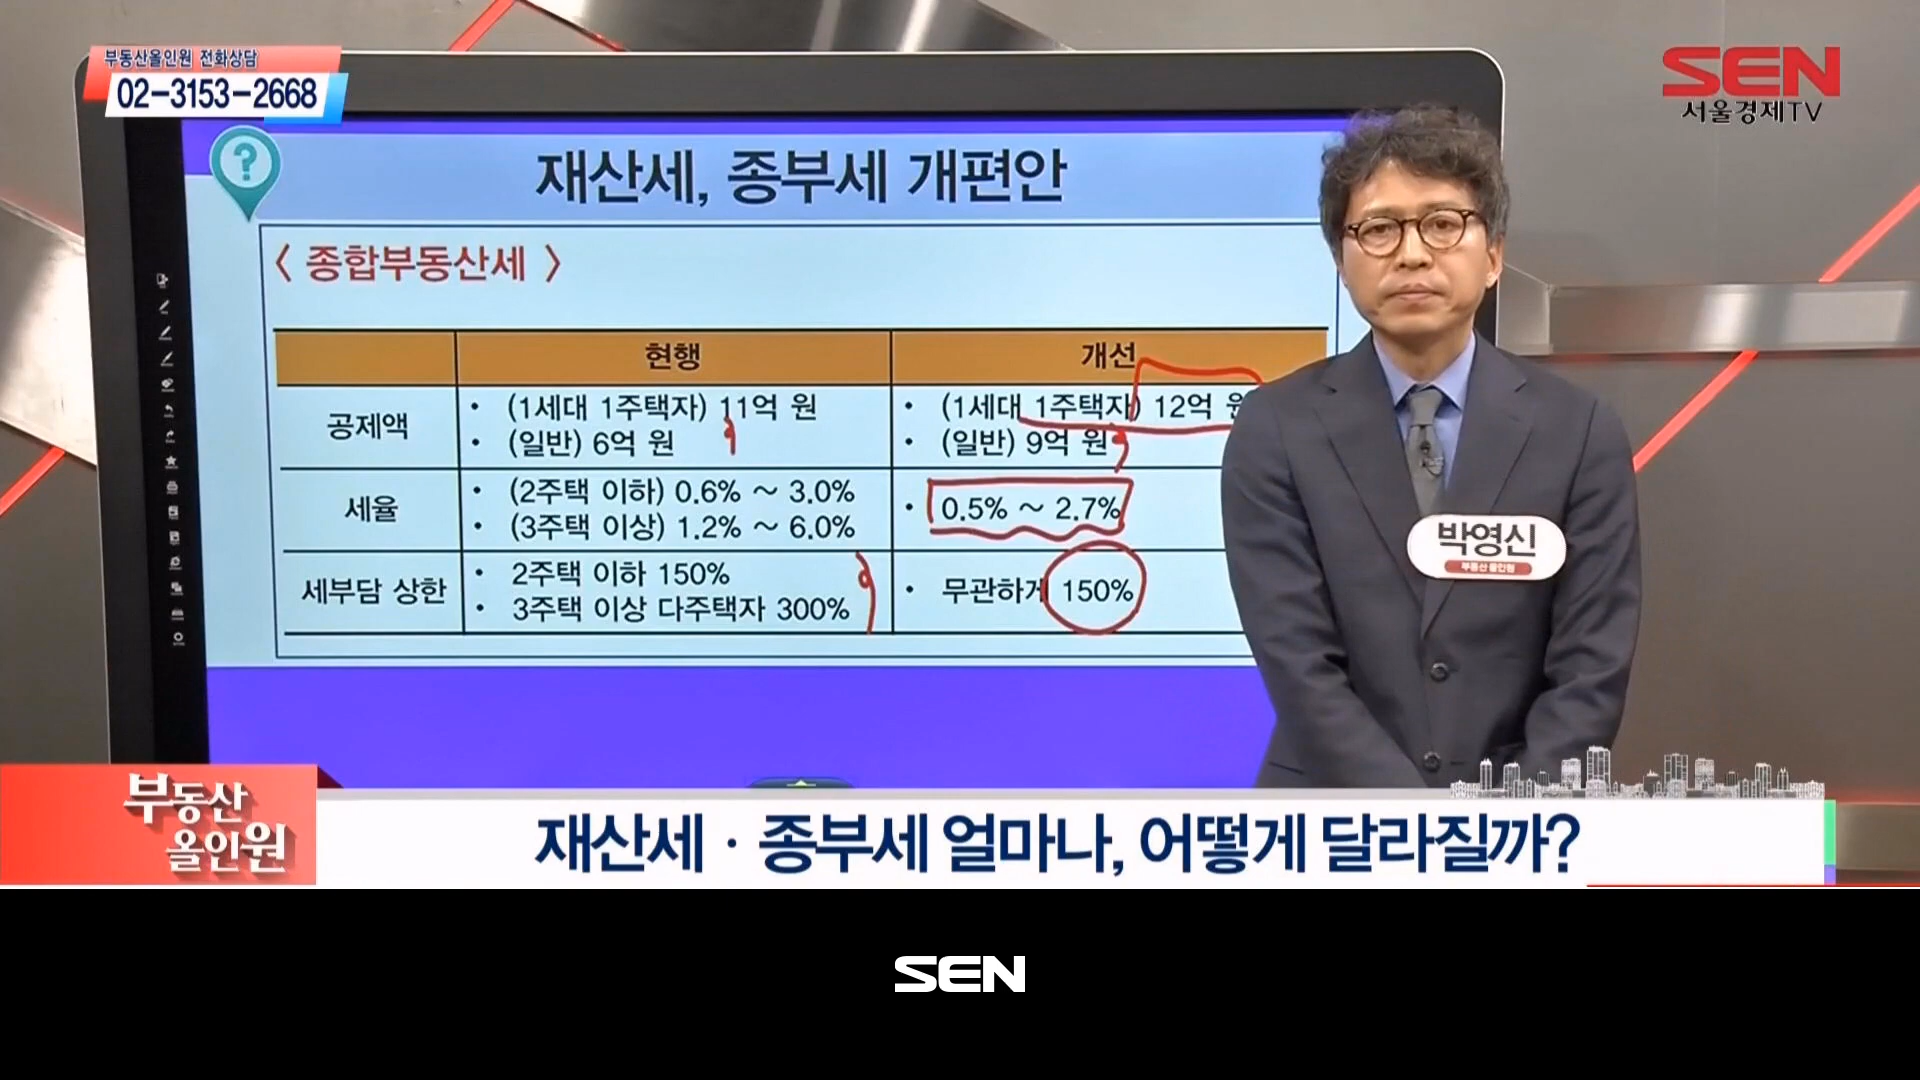 부동산올인원 전화상담
02-3153-2668
SEN
서울경제TV
?
재산세, 종부세 개편안
< 종합부동산세 >
현행
개선
공제액
• (1세대 1주택자) 11억 원
• (일반) 6억 원
• (1세대 1주택자) 12억 원
• (일반) 9억 원
세율
• (2주택 이하) 0.6% ~ 3.0%
• (3주택 이상) 1.2% ~ 6.0%
• 0.5% ~ 2.7%
세부담 상한
• 2주택 이하 150%
• 3주택 이상 다주택자 300%
• 무관하게 150%
박영신
부동산 올인원
부동산
올인원
재산세 · 종부세 얼마나, 어떻게 달라질까?
SEN